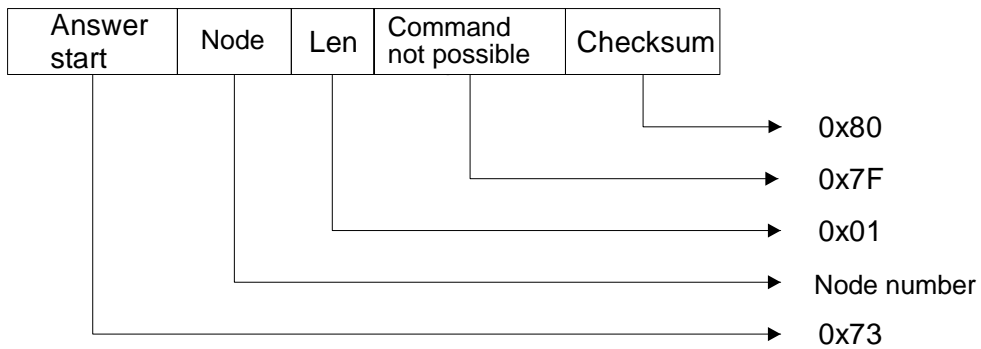 Answer
start
Node
Len
Command
not possible
Checksum
0x80
0x7F
0x01
Node number
0x73